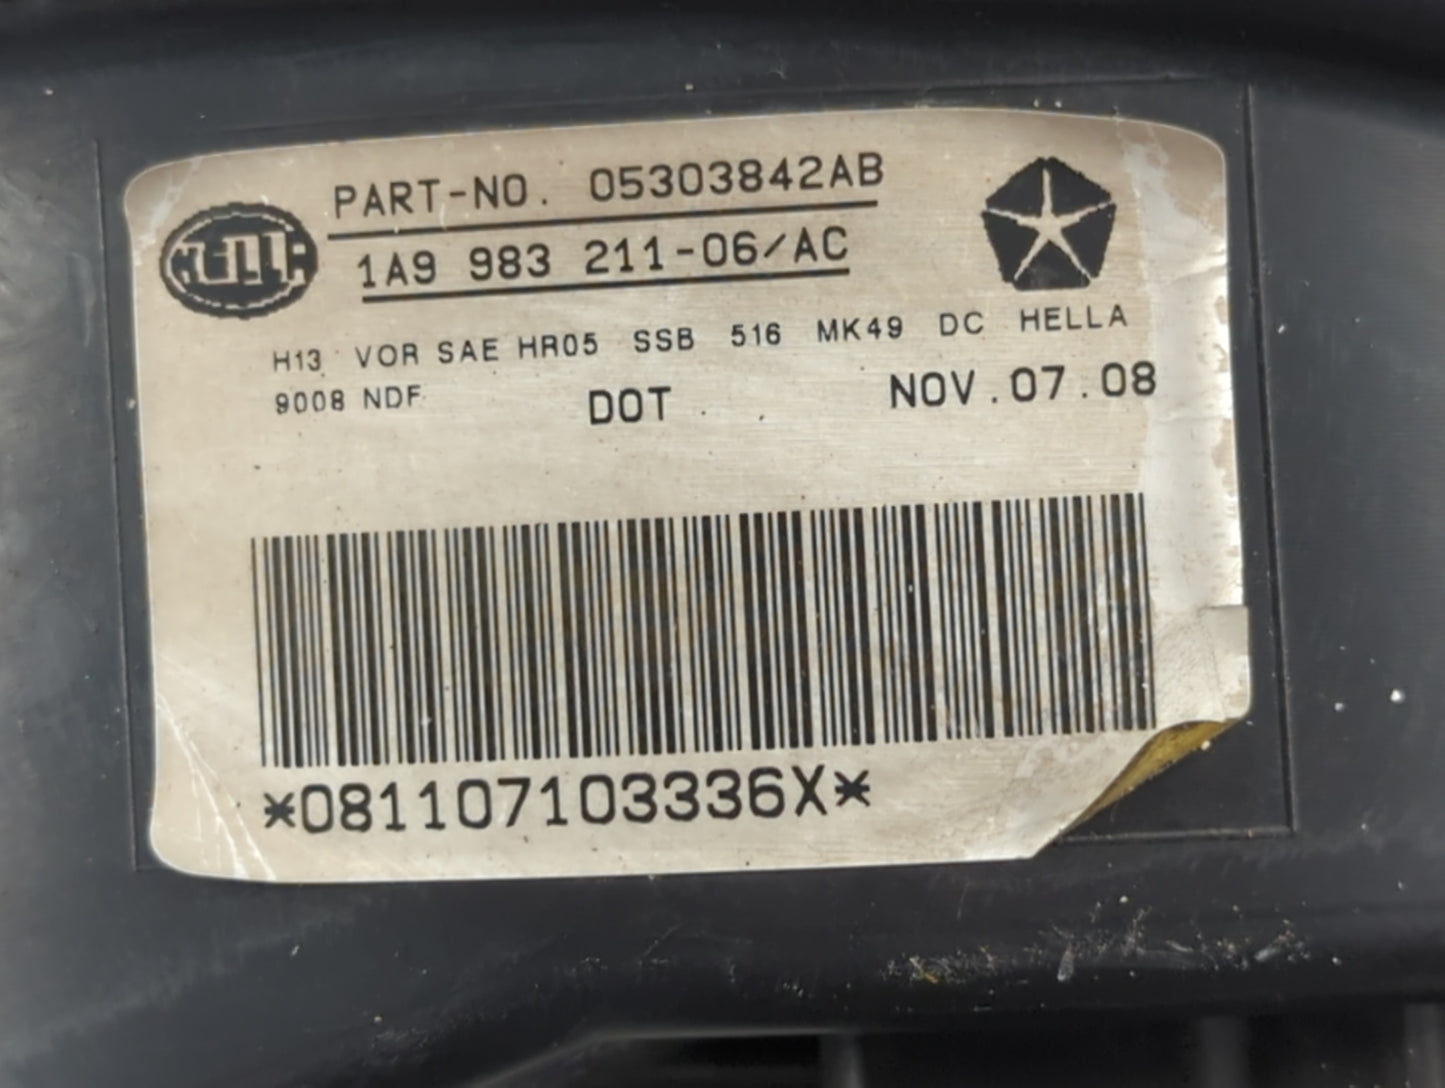 PART-NO. 05303842AB
1A9 983 211-06/AC
H13 VOR SAE HR05 SSB 516 MK49 DC HELLA
9008 NDF DOT NOV.07.08
*081107103336X*